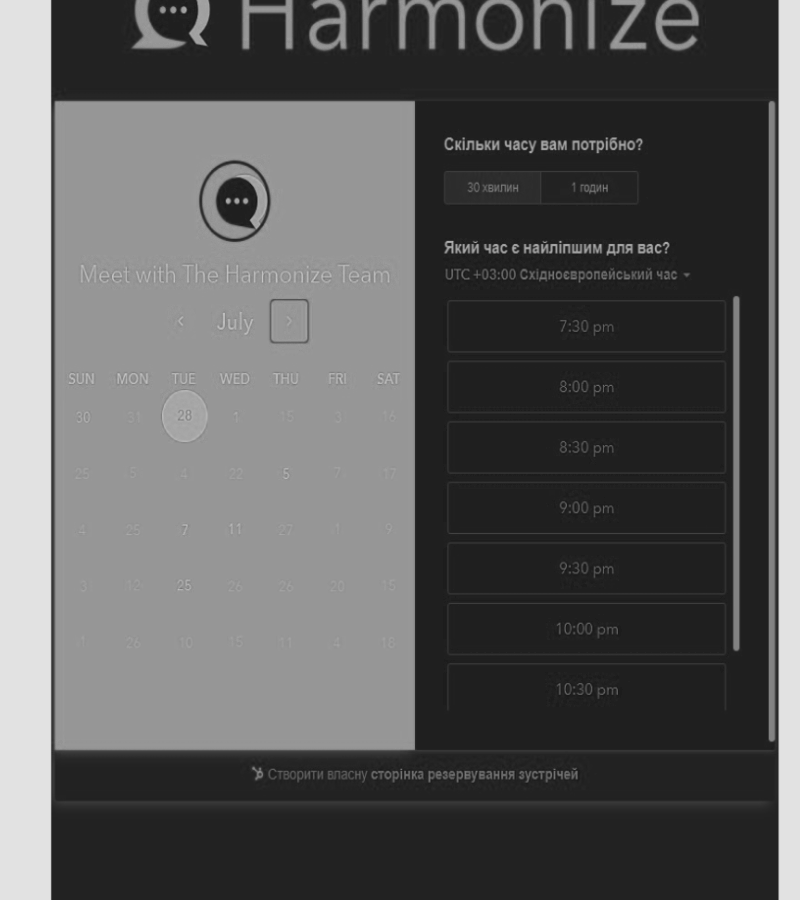 Harmonize
Meet with The Harmonize Team
July
SUN MON TUE WED THU FRI SAT
30 31 28 1 15 3 16
25 5 4 22 5 7 17
4 25 7 11 27 1 9
3 12 25 26 26 20 15
1 26 10 15 11 4 18
Скільки часу вам потрібно?
30 хвилин 1 годин
Який час є найліпшим для вас?
UTC +03:00 Східноєвропейський час
7:30 pm
8:00 pm
8:30 pm
9:00 pm
9:30 pm
10:00 pm
10:30 pm
Створити власну сторінка резервування зустрічей